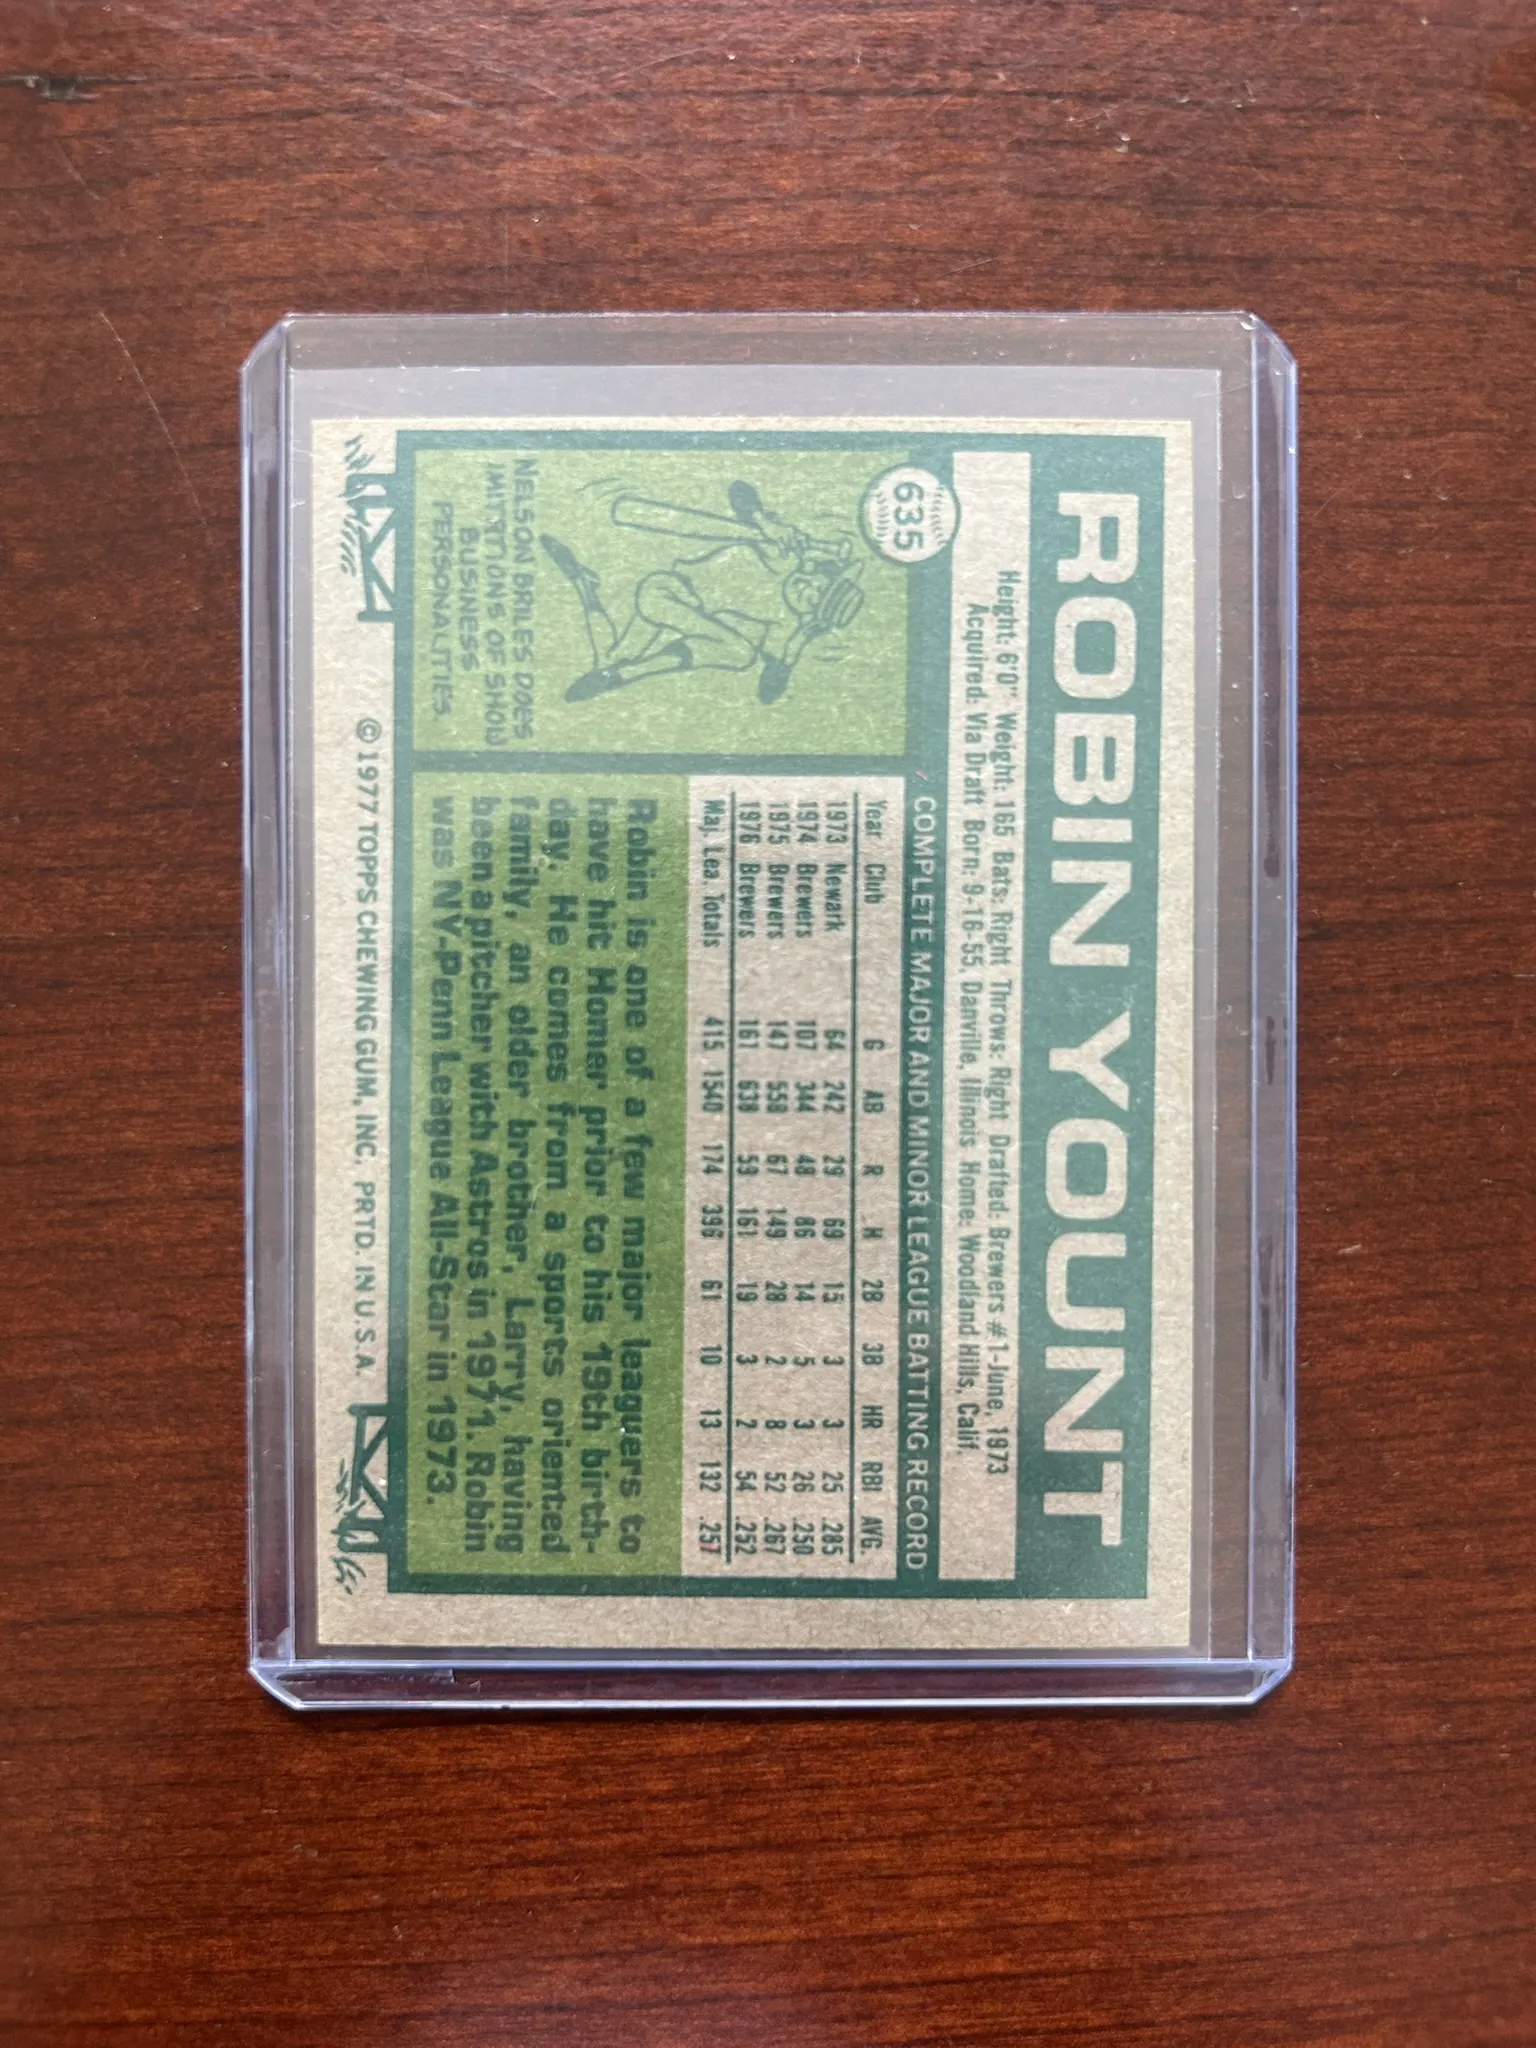 ROBIN YOUNT
Height: 6'0" Weight: 165 Bats: Right Throws: Right Drafted: Brewers #1-June, 1973
Acquired: Via Draft Born: 9-16-55, Danville, Illinois Home: Woodland Hills, Calif.
635
COMPLETE MAJOR AND MINOR LEAGUE BATTING RECORD
Year Club G AB R H 2B 3B HR RBI AVG.
1973 Newark 64 242 29 69 15 3 3 25 .285
1974 Brewers 107 344 48 86 14 5 3 26 .250
1975 Brewers 147 558 67 149 28 2 8 52 .267
1976 Brewers 161 638 59 161 19 3 2 54 .252
Maj. Lea. Totals 415 1540 174 396 61 10 13 132 .257
NELSON BRILES DOES
IMITATIONS OF SHOW
BUSINESS
PERSONALITIES.
Robin is one of a few major leaguers to
have hit Homer prior to his 19th birth-
day. He comes from a sports oriented
family, an older brother, Larry, having
been a pitcher with Astros in 1971. Robin
was NY-Penn League All-Star in 1973.
© 1977 TOPPS CHEWING GUM, INC. PRTD. IN U.S.A.